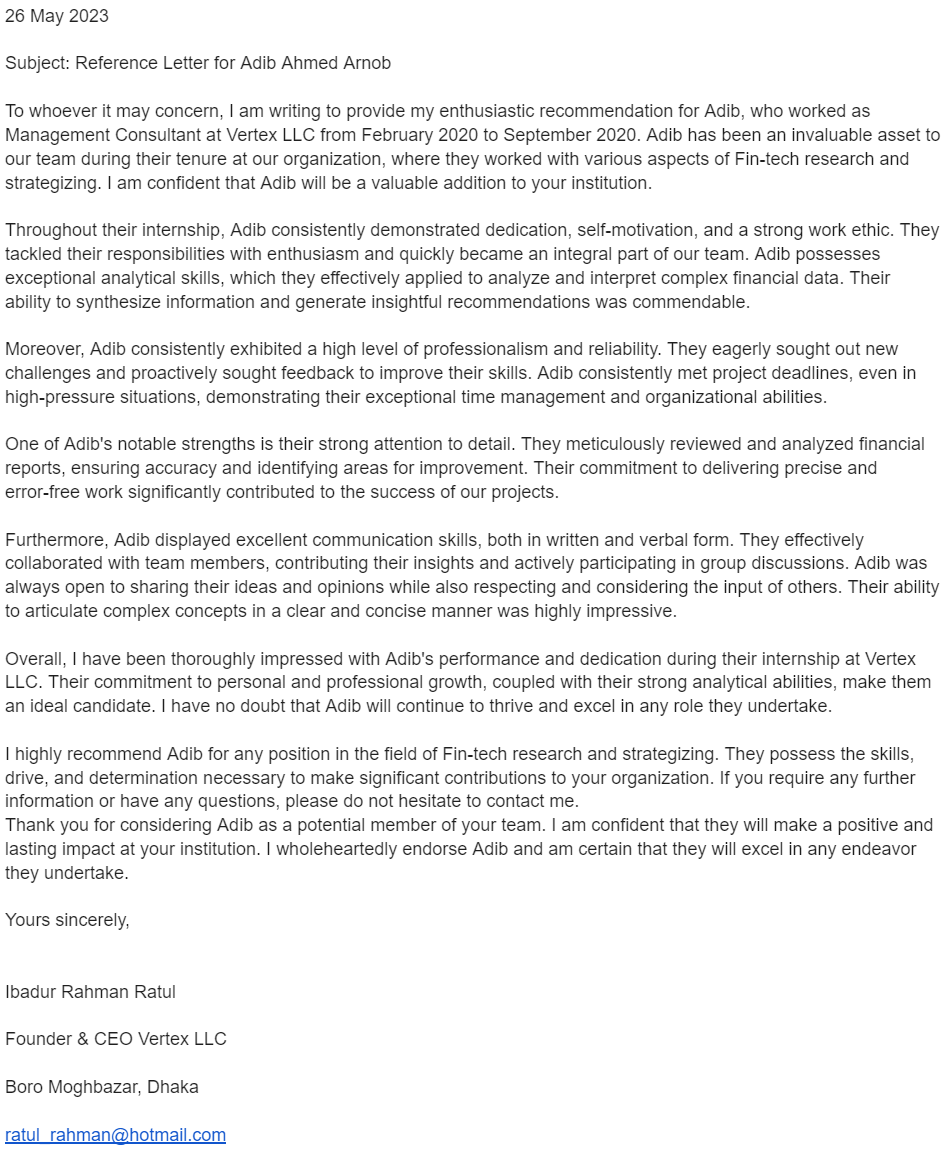 26 May 2023
Subject: Reference Letter for Adib Ahmed Arnob
To whoever it may concern, I am writing to provide my enthusiastic recommendation for Adib, who worked as
Management Consultant at Vertex LLC from February 2020 to September 2020. Adib has been an invaluable asset to
our team during their tenure at our organization, where they worked with various aspects of Fin-tech research and
strategizing. I am confident that Adib will be a valuable addition to your institution.
Throughout their internship, Adib consistently demonstrated dedication, self-motivation, and a strong work ethic. They
tackled their responsibilities with enthusiasm and quickly became an integral part of our team. Adib possesses
exceptional analytical skills, which they effectively applied to analyze and interpret complex financial data. Their
ability to synthesize information and generate insightful recommendations was commendable.
Moreover, Adib consistently exhibited a high level of professionalism and reliability. They eagerly sought out new
challenges and proactively sought feedback to improve their skills. Adib consistently met project deadlines, even in
high-pressure situations, demonstrating their exceptional time management and organizational abilities.
One of Adib's notable strengths is their strong attention to detail. They meticulously reviewed and analyzed financial
reports, ensuring accuracy and identifying areas for improvement. Their commitment to delivering precise and
error-free work significantly contributed to the success of our projects.
Furthermore, Adib displayed excellent communication skills, both in written and verbal form. They effectively
collaborated with team members, contributing their insights and actively participating in group discussions. Adib was
always open to sharing their ideas and opinions while also respecting and considering the input of others. Their ability
to articulate complex concepts in a clear and concise manner was highly impressive.
Overall, I have been thoroughly impressed with Adib's performance and dedication during their internship at Vertex
LLC. Their commitment to personal and professional growth, coupled with their strong analytical abilities, make them
an ideal candidate. I have no doubt that Adib will continue to thrive and excel in any role they undertake.
I highly recommend Adib for any position in the field of Fin-tech research and strategizing. They possess the skills,
drive, and determination necessary to make significant contributions to your organization. If you require any further
information or have any questions, please do not hesitate to contact me.
Thank you for considering Adib as a potential member of your team. I am confident that they will make a positive and
lasting impact at your institution. I wholeheartedly endorse Adib and am certain that they will excel in any endeavor
they undertake.
Yours sincerely,
Ibadur Rahman Ratul
Founder & CEO Vertex LLC
Boro Moghbazar, Dhaka
ratul_rahman@hotmail.com